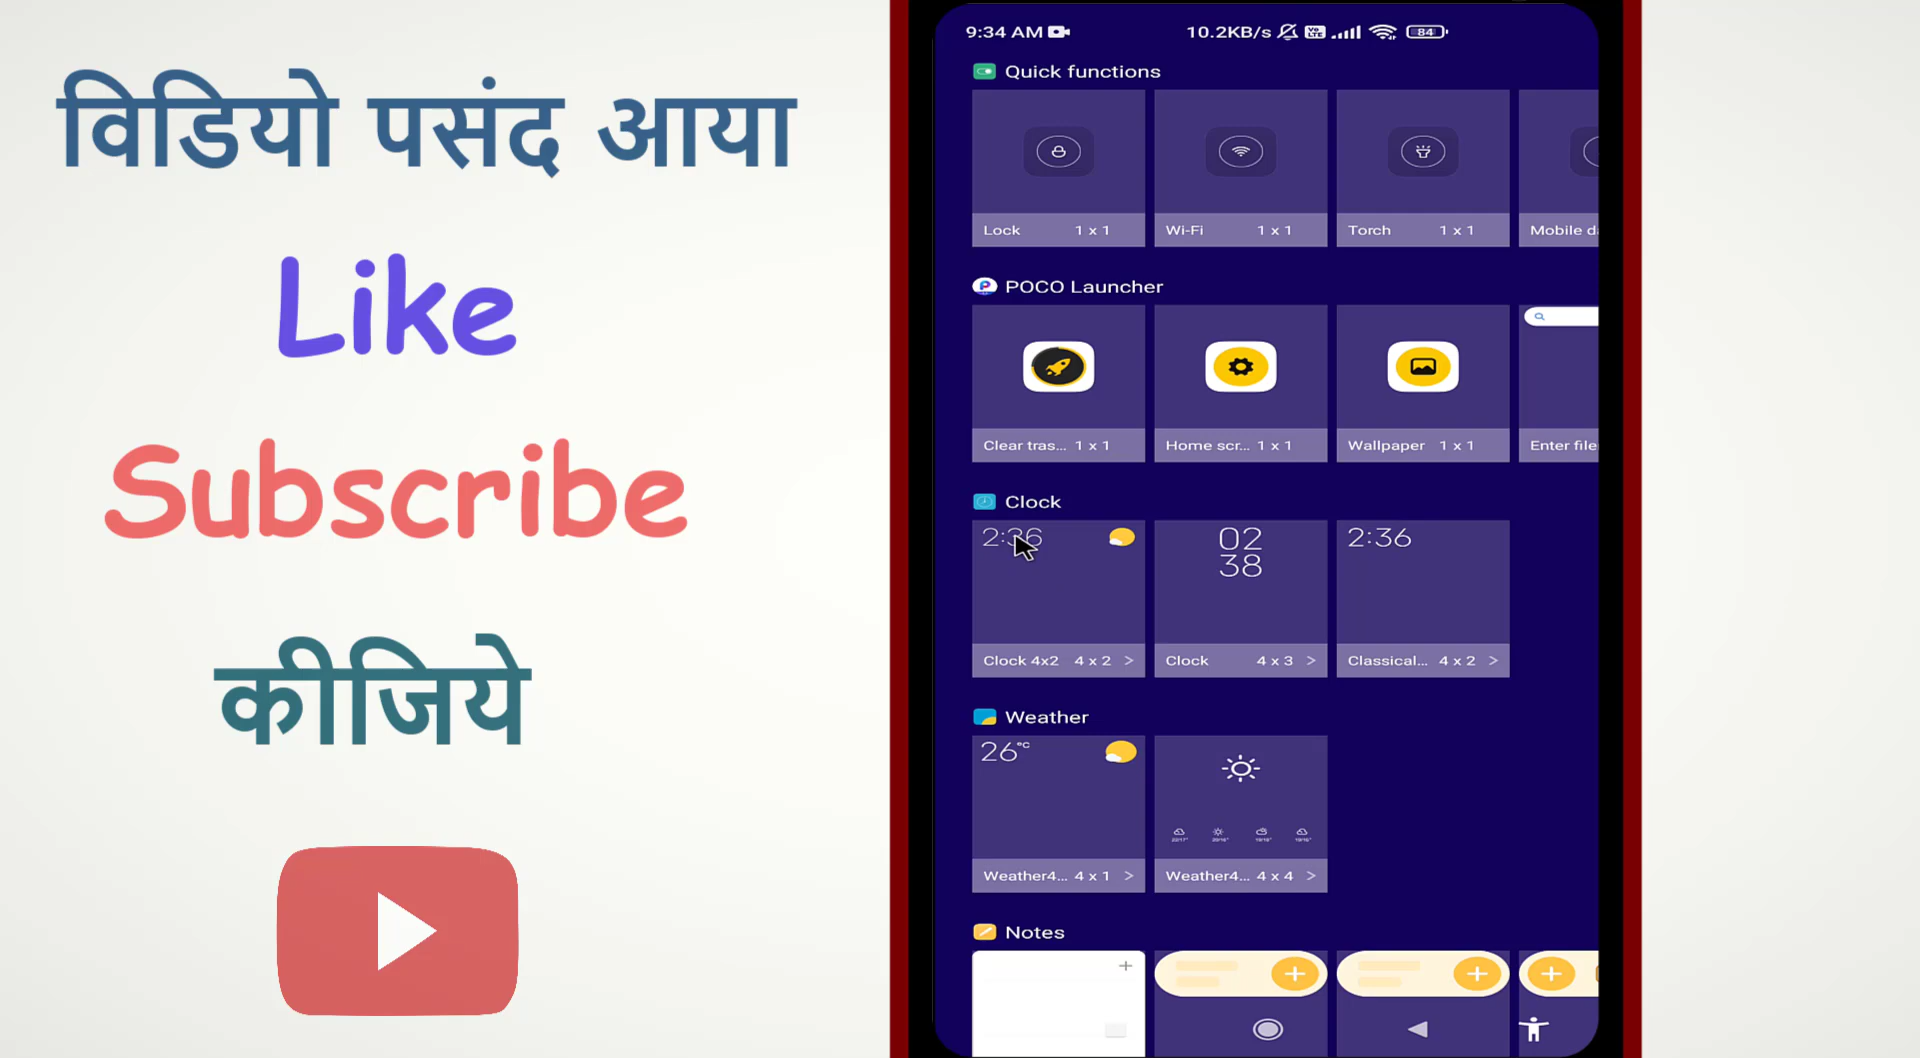 विडियो पसंद आया
Like
Subscribe
कीजिये
9:34 AM 10.2KB/s 84
Quick functions
Lock 1 x 1 Wi-Fi 1 x 1 Torch 1 x 1 Mobile d
POCO Launcher
Clear tras... 1 x 1 Home scr... 1 x 1 Wallpaper 1 x 1 Enter file
Clock
2:36 02 2:36
38
Clock 4x2 4 x 2 > Clock 4 x 3 > Classical... 4 x 2 >
Weather
26°C
Weather4... 4 x 1 > Weather4... 4 x 4 >
Notes